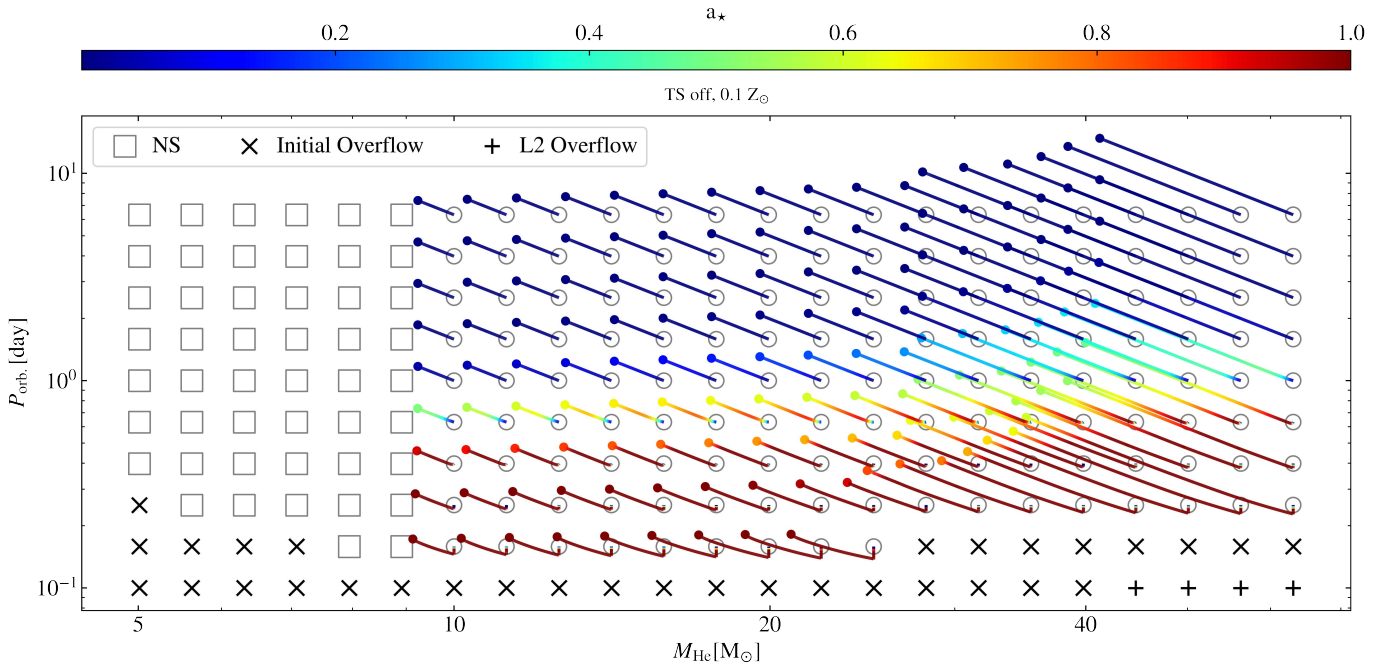 a⋆
0.2 0.4 0.6 0.8 1.0
TS off, 0.1 Z⊙
NS Initial Overflow L2 Overflow
10¹
10⁰
10⁻¹
P_orb. [day]
5 10 20 40
M_He [M⊙]